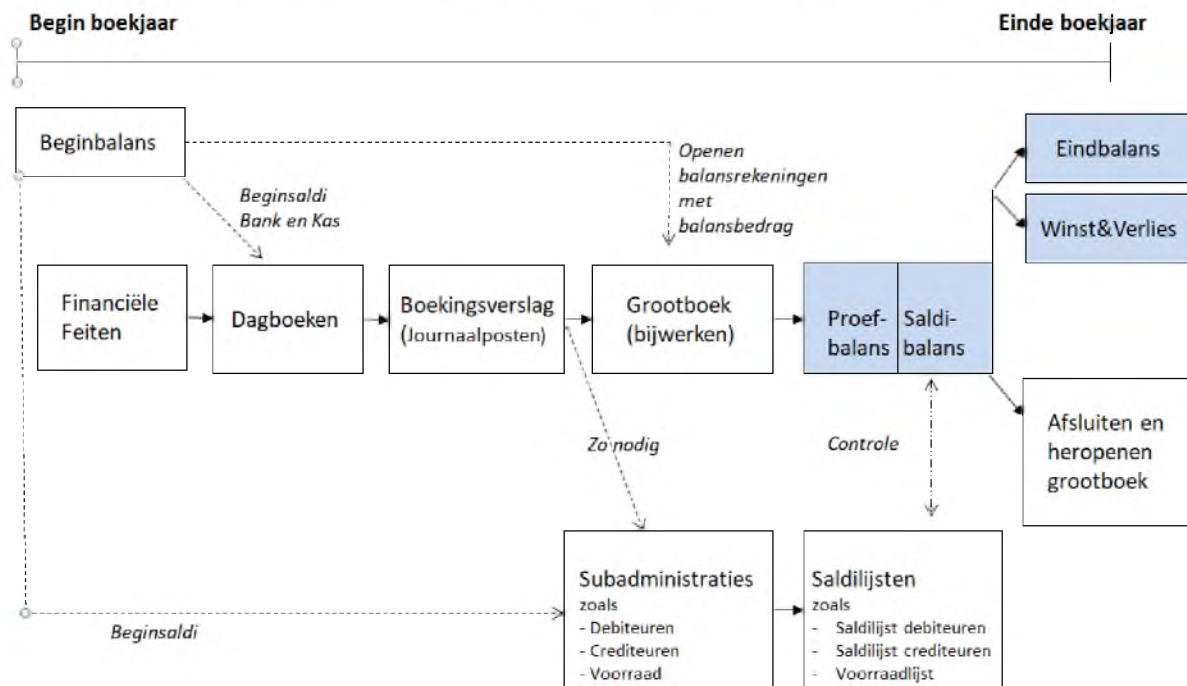 Begin boekjaar
Einde boekjaar
Beginbalans
Openen
balansrekeningen
met
balansbedrag
Eindbalans
Beginsaldi
Bank en Kas
Winst&Verlies
Financiële
Feiten
Dagboeken
Boekingsverslag
(Journaalposten)
Grootboek
(bijwerken)
Proef-
balans
Saldi-
balans
Zo nodig
Controle
Afsluiten en
heropenen
grootboek
Beginsaldi
Subadministraties
zoals
- Debiteuren
- Crediteuren
- Voorraad
Saldilijsten
zoals
- Saldilijst debiteuren
- Saldilijst crediteuren
- Voorraadlijst